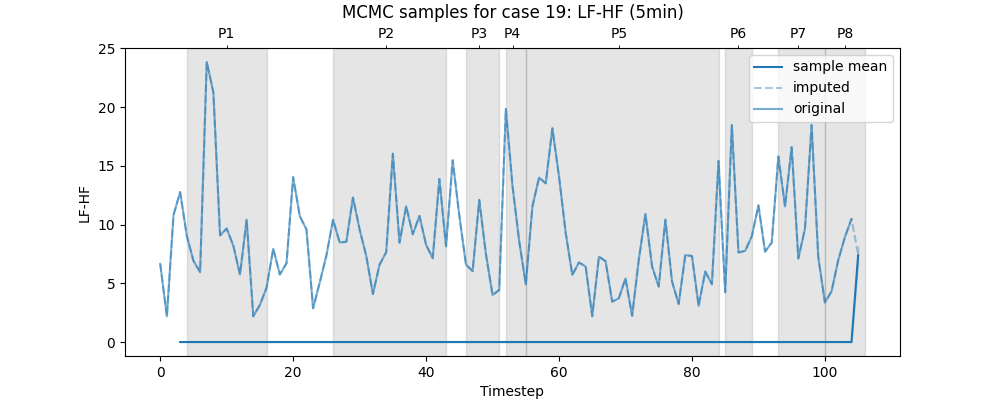 MCMC samples for case 19: LF-HF (5min)
P1 P2 P3 P4 P5 P6 P7 P8
25
20
15
10
5
0
LF-HF
sample mean
imputed
original
0 20 40 60 80 100
Timestep